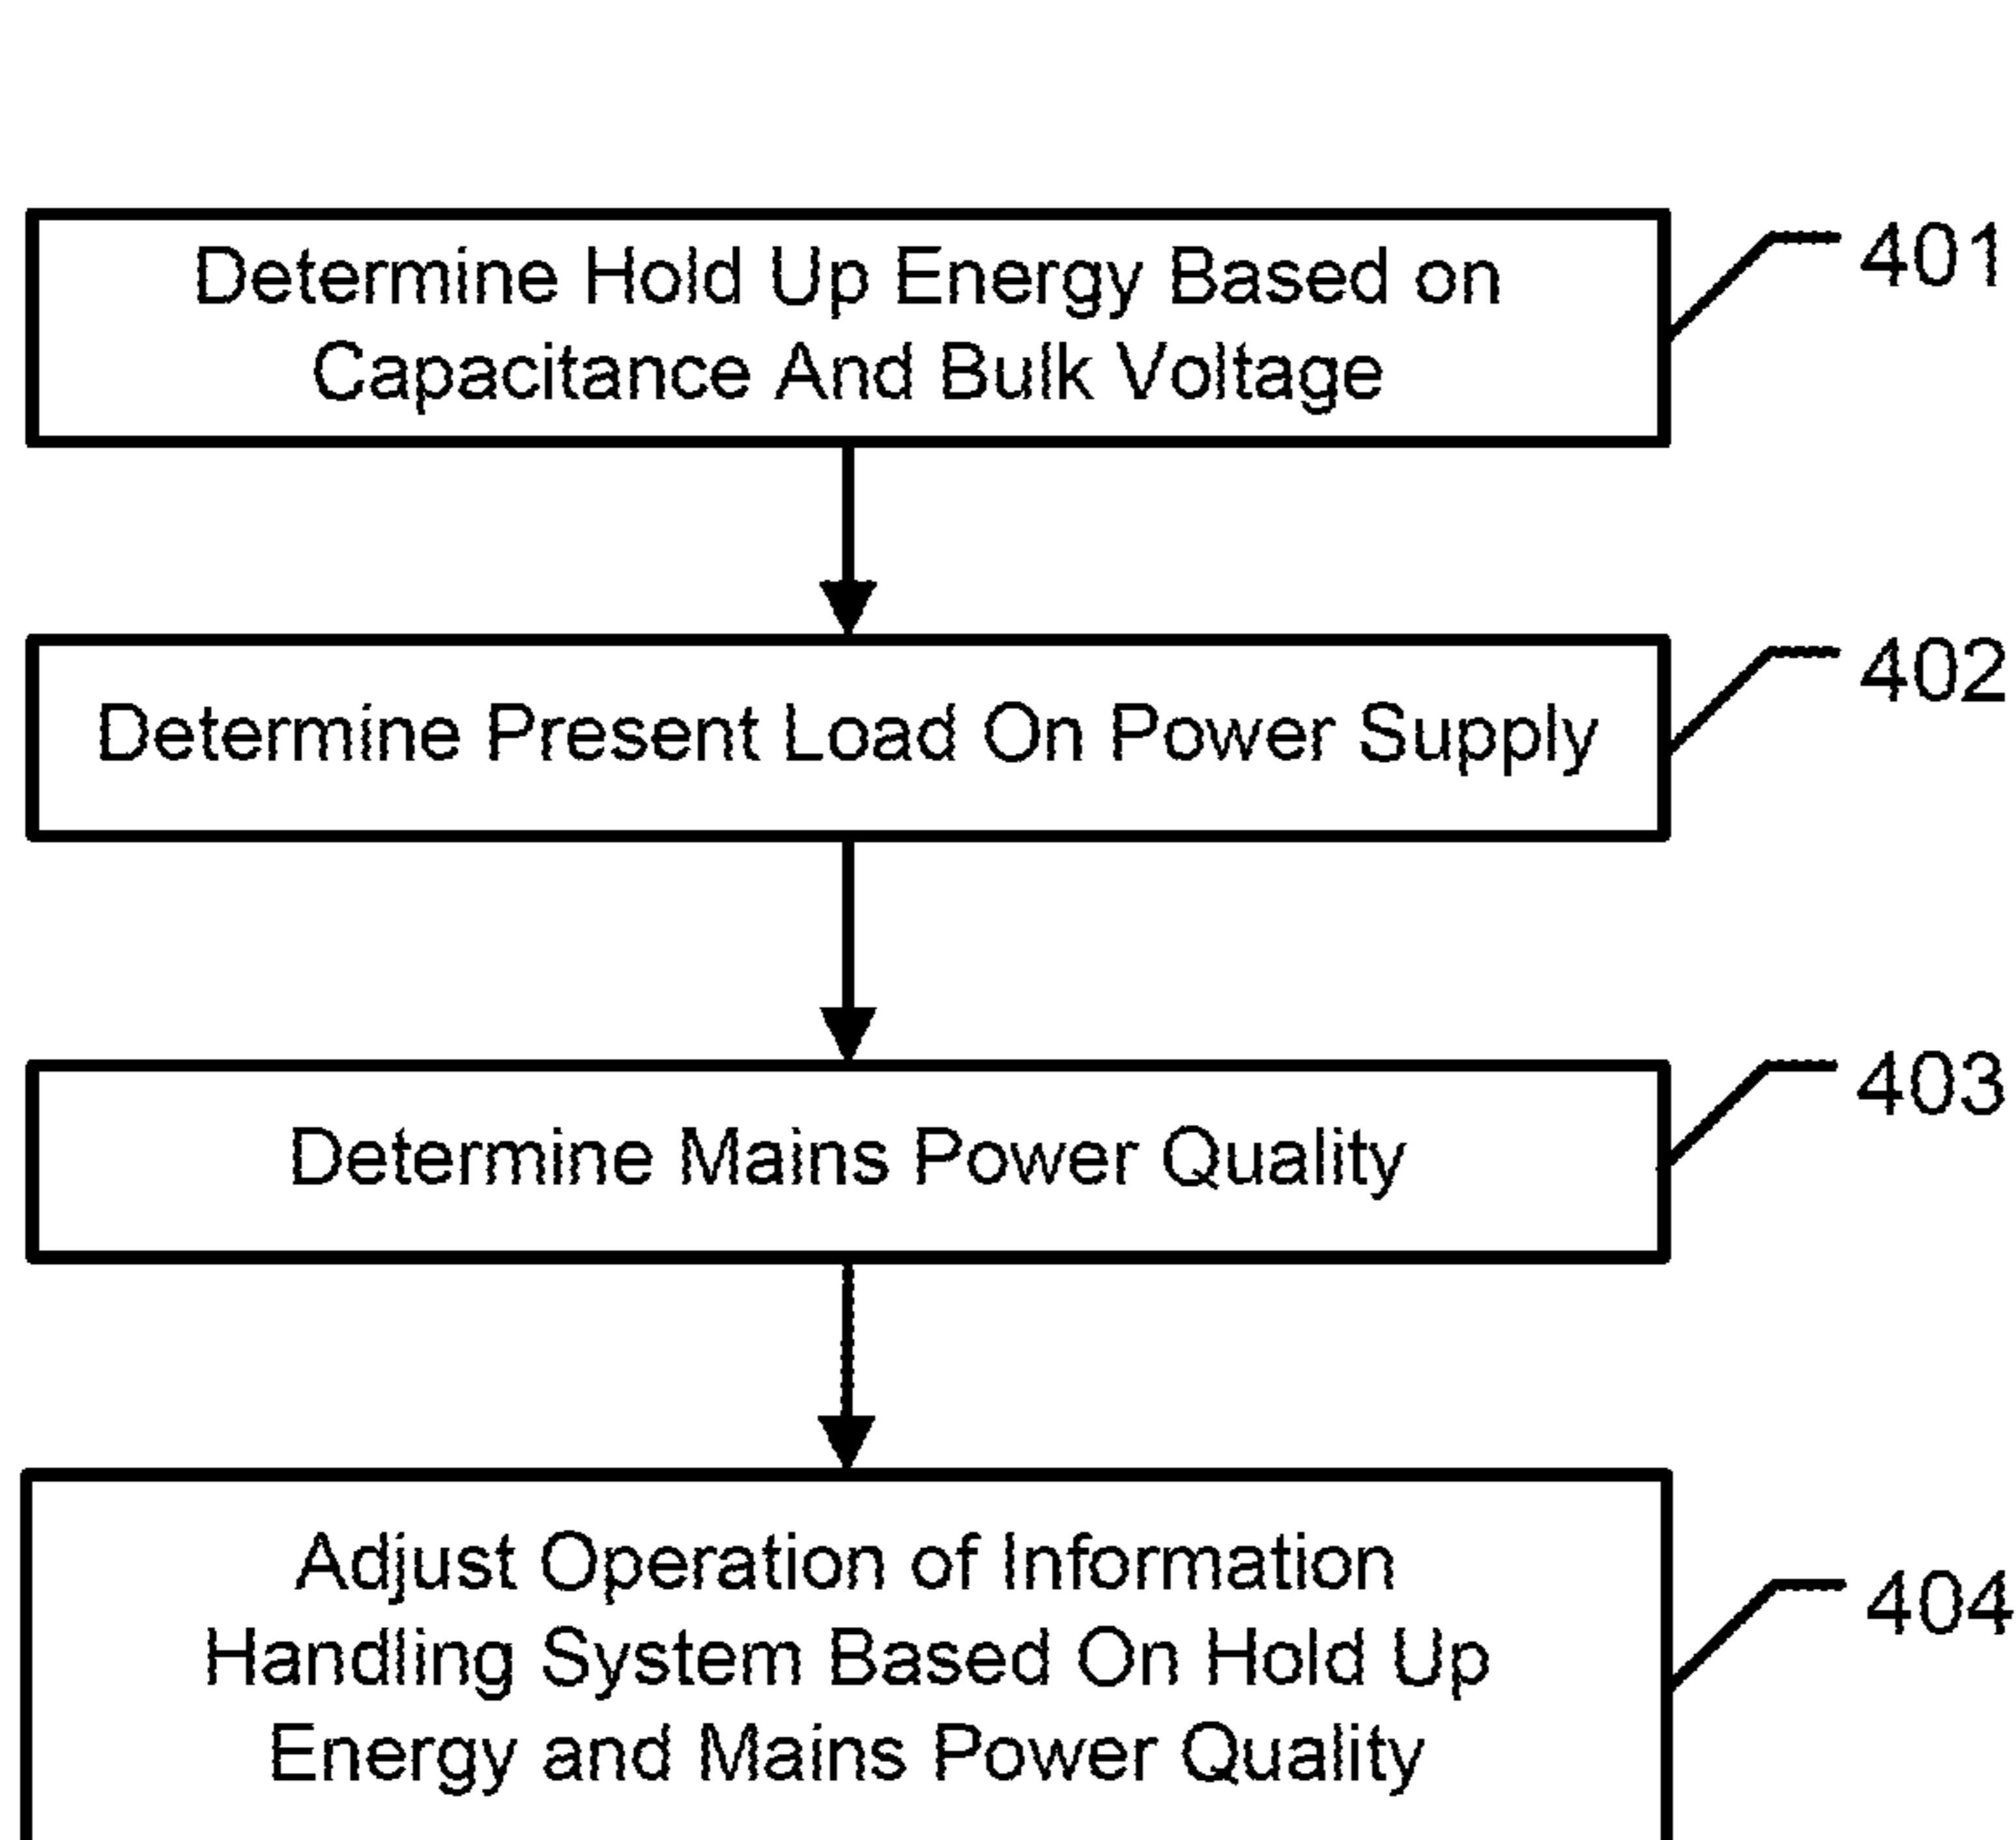 Determine Hold Up Energy Based on
Capacitance And Bulk Voltage
401
Determine Present Load On Power Supply
402
Determine Mains Power Quality
403
Adjust Operation of Information
Handling System Based On Hold Up
Energy and Mains Power Quality
404